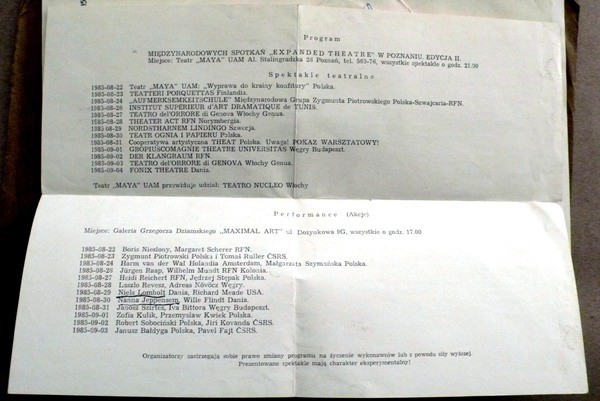 Program
MIĘDZYNARODOWYCH SPOTKAŃ „EXPANDED THEATRE" W POZNANIU. EDYCJA II.
Miejsce: Teatr „MAYA" UAM Al. Stalingradzka 26 Poznań, tel. 563-76, wszystkie spektakle o godz. 21.00
Spektakle teatralne
1985-08-22 Teatr „MAYA" UAM: „Wyprawa do krainy konfitury" Polska.
1985-08-23 TEATTERI PORQUETTAS Finlandia.
1985-08-24 „AUFMERKSEMKEITSCHULE" Międzynarodowa Grupa Zygmunta Piotrowskiego Polska-Szwajcaria-RFN.
1985-08-26 INSTITUT SUPERIEUR d'ART DRAMATIQUE de TUNIS.
1985-08-27 TEATRO del'ORRORE di GENOVA Włochy Genua.
1985-08-28 THEATER ACT RFN Norymbergia.
1985-08-29 NORDSTHARNEM LINDINGO Szwecja.
1985-08-30 TEATR OGNIA I PAPIERU Polska.
1985-08-31 Cooperatywa artystyczna THEAT Polska. Uwaga! POKAZ WARSZTATOWY!
1985-09-01 GROPIUSCOMAGNIE THEATRE UNIVERSITAS Węgry Budapeszt.
1985-09-02 DER KLANGRAUM RFN.
1985-09-03 TEATRO del'ORRORE di GENOVA Włochy Genua.
1985-09-04 FONIX THEATRE Dania.
Teatr „MAYA" UAM przewiduje udział: TEATRO NUCLEO Włochy
Performance (Akcje)
Miejsce: Galeria Grzegorza Dziamskiego „MAXIMAL ART" ul Dożynkowa 9G, wszystkie o godz. 17.00
1985-08-22 Boris Nieslony, Margaret Scherer RFN.
1985-08-23 Zygmunt Piotrowski Polska i Tomas Ruller ČSRS.
1985-08-24 Harm van der Wal Holandia Amsterdam, Małgorzata Szymańska Polska.
1985-08-26 Jürgen Raap, Wilhelm Mundt RFN Kolonia.
1985-08-27 Heidi Reichert RFN, Jędrzej Stępak Polska.
1985-08-28 Laszlo Revesz, Adreas Növöcz Węgry.
1985-08-29 Niels Lomholt Dania, Richard Meade USA.
1985-08-30 Nanna Jeppensem, Wilie Flindt Dania.
1985-08-31 Janosz Szirtes, Iva Bittora Węgry Budapeszt.
1985-09-01 Zofia Kulik, Przemysław Kwiek Polska.
1985-09-02 Robert Sobociński Polska, Jiri Kovanda ČSRS.
1985-09-03 Janusz Bałdyga Polska, Pavel Fajt ČSRS.
Organizatorzy zastrzegają sobie prawo zmiany programu na życzenie wykonawców lub z powodu siły wyższej.
Prezentowane spektakle mają charakter eksperymentalny!